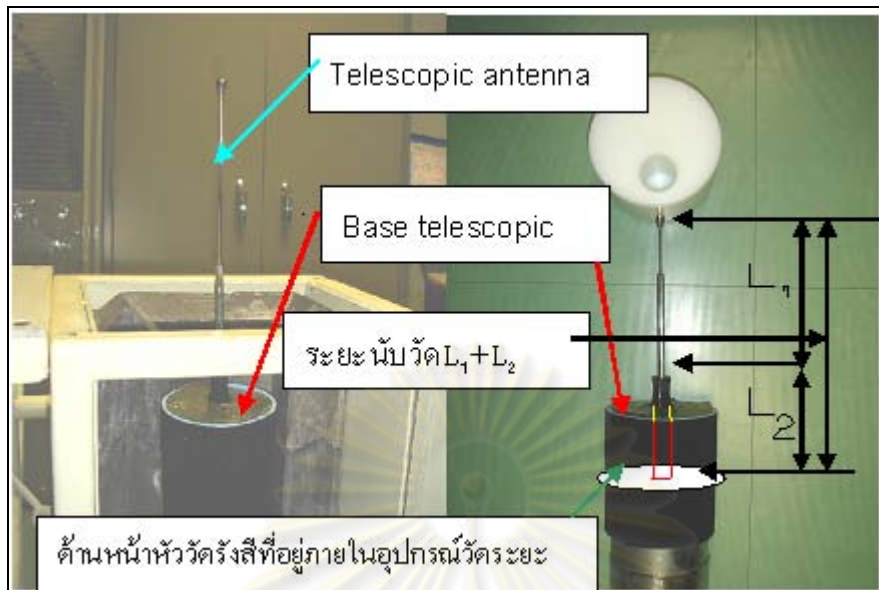 Telescopic antenna
Base telescopic
L₁
ระยะนับวัดL₁+L₂
L₂
ด้านหน้าหัววัดรังสีที่อยู่ภายในอุปกรณ์วัดระยะ